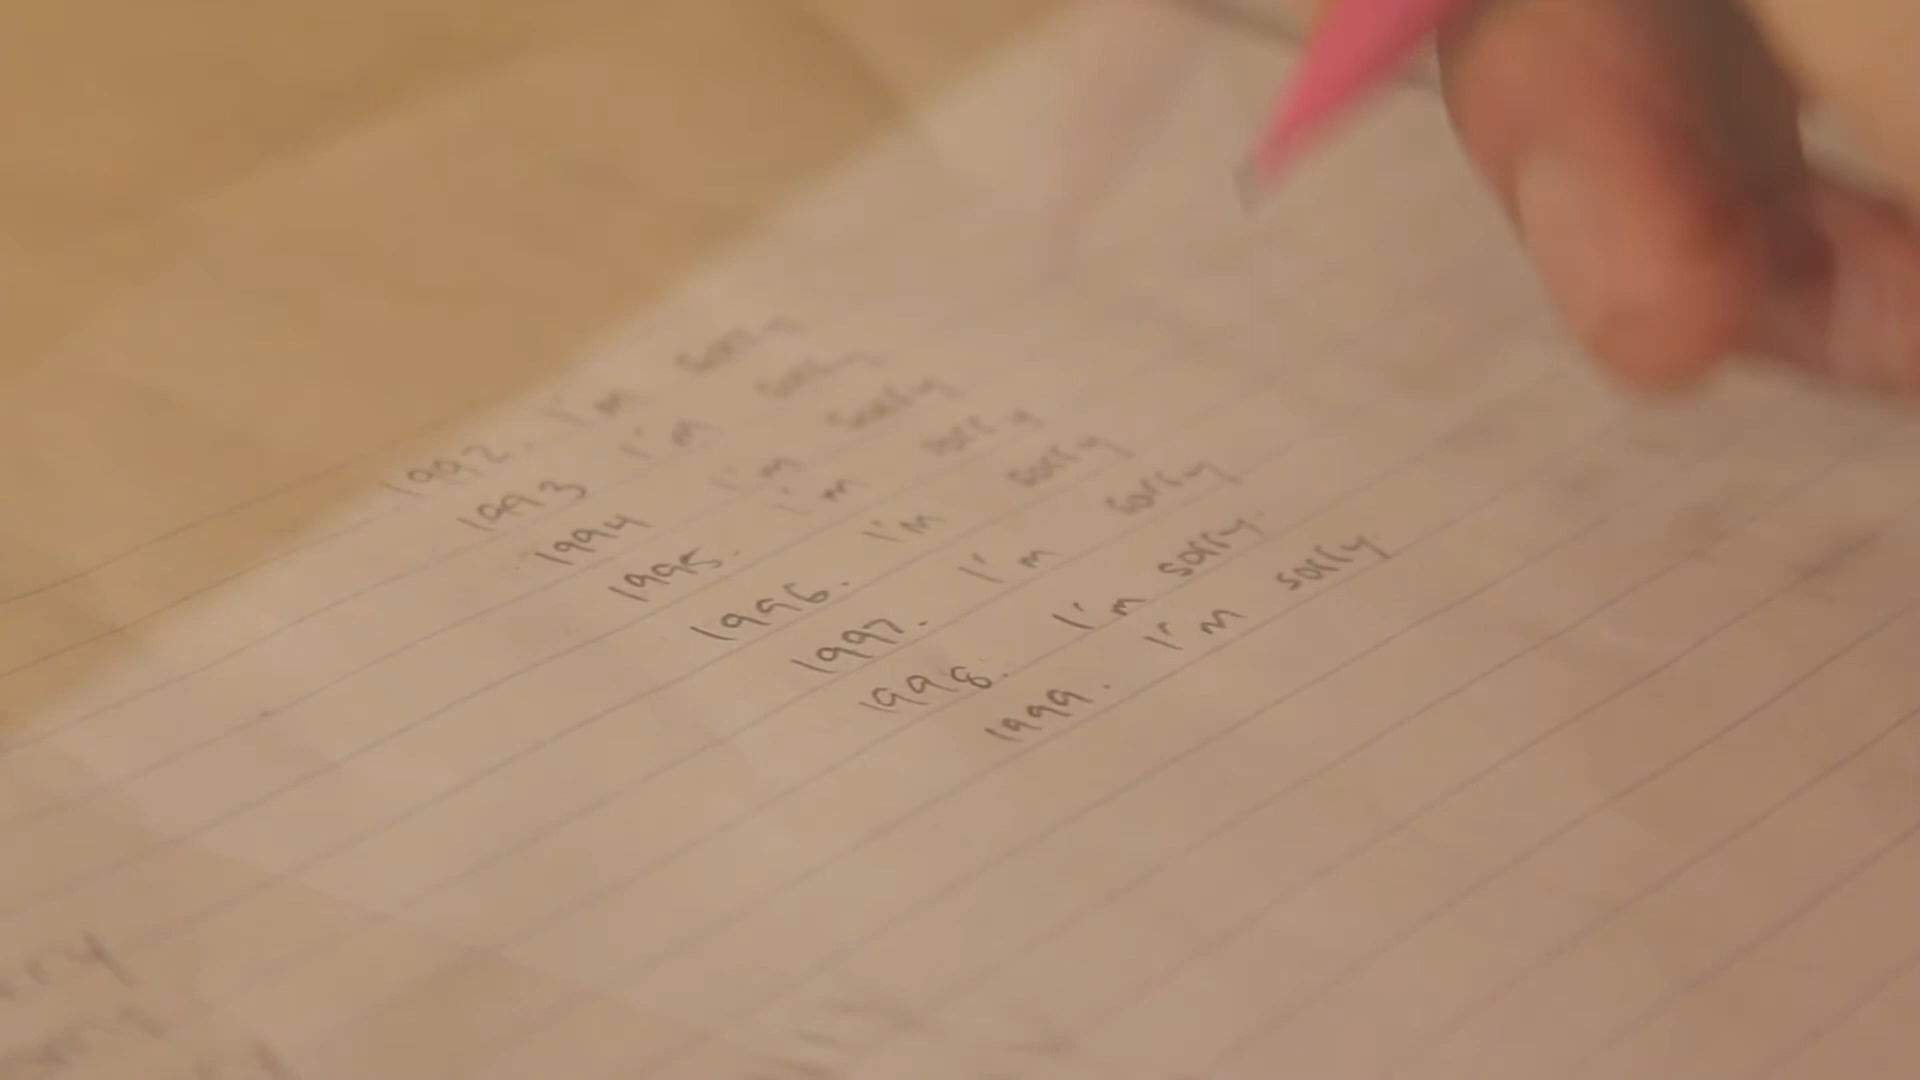 1992. I'm sorry
1993 I'm sorry
1994 I'm sorry
1995. I'm sorry
1996. I'm sorry
1997. I'm sorry
1998. I'm sorry
1999. I'm sorry